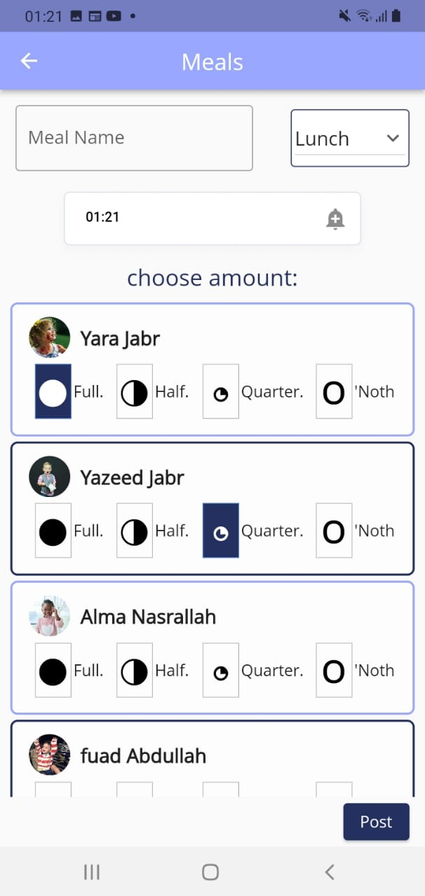 01:21
Meals
Meal Name
Lunch
01:21
choose amount:
Yara Jabr
Full. Half. Quarter. 'Noth
Yazeed Jabr
Full. Half. Quarter. 'Noth
Alma Nasrallah
Full. Half. Quarter. 'Noth
fuad Abdullah
Post